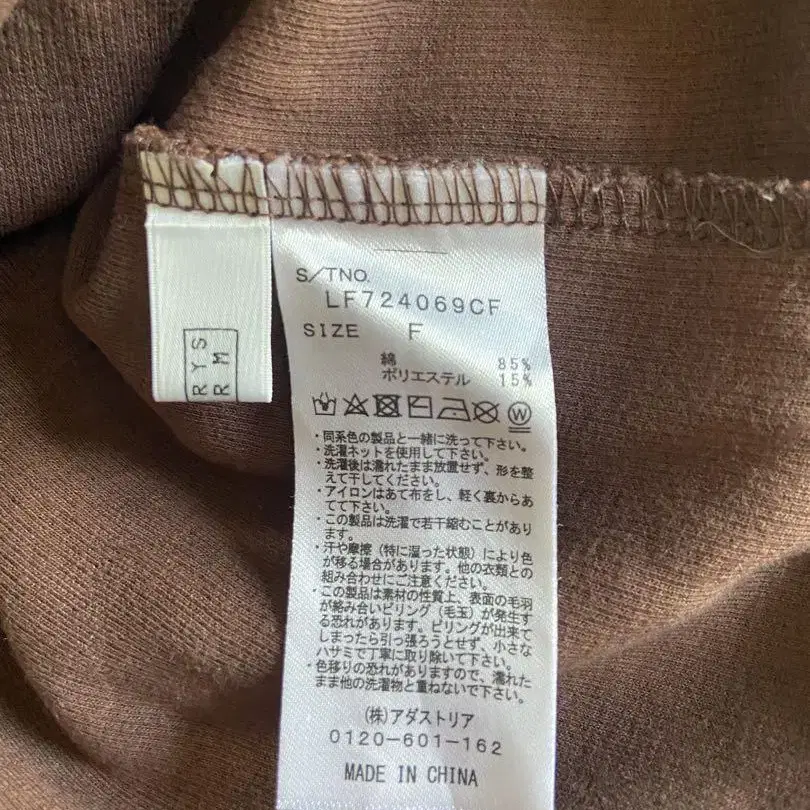 RYS
RM
S/TNO.
LF724069CF
SIZE F
綿 85%
ポリエステル 15%
W
・同系色の製品と一緒に洗って下さい。
・洗濯ネットを使用して下さい。
・洗濯後は濡れたまま放置せず、形を整
えて干してください。
・アイロンはあて布をし、軽く裏からあ
てて下さい。
・この製品は洗濯で若干縮むことがあり
ます。
・汗や摩擦（特に湿った状態）により色
が移る場合があります。他の衣類との
組み合わせにご注意ください。
・この製品は素材の性質上、表面の毛羽
が絡み合いピリング（毛玉）が発生す
る恐れがあります。ピリングが出来て
しまったら引っ張ろうとせず、小さな
ハサミで丁寧に取り除いて下さい。
・色移りの恐れがありますので、濡れた
まま他の洗濯物と重ねないで下さい。
(株)アダストリア
0120-601-162
MADE IN CHINA